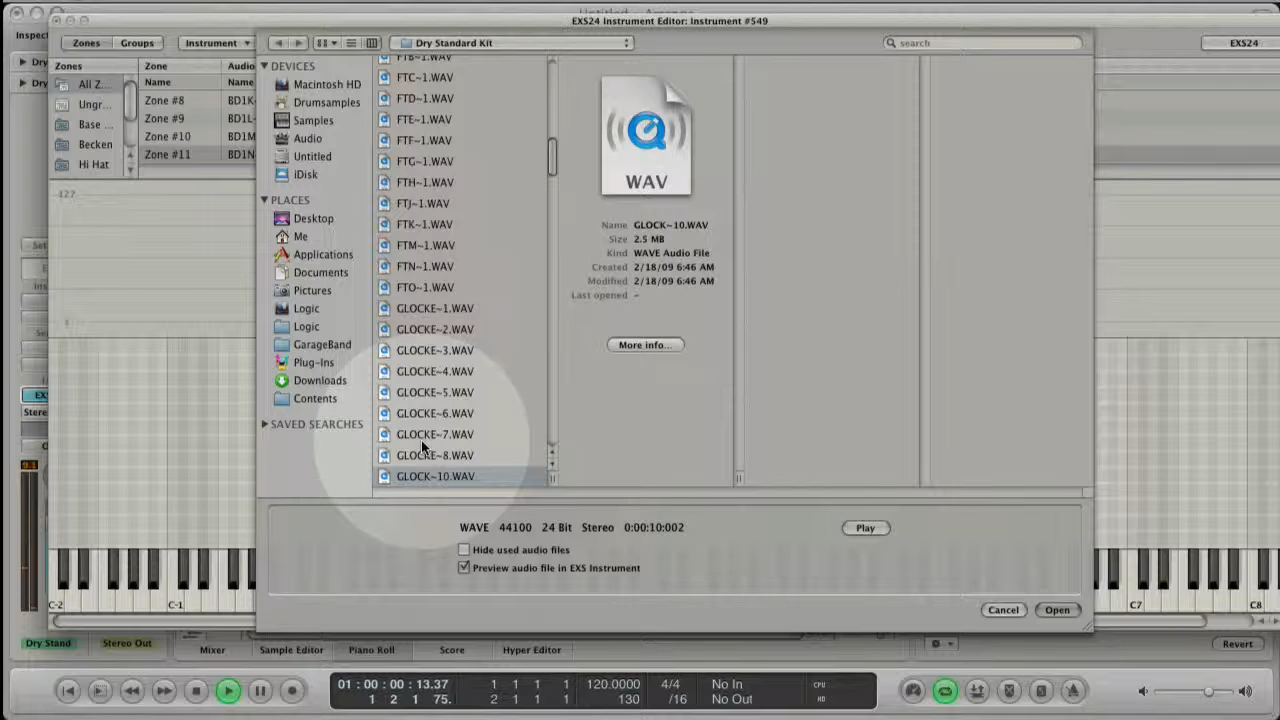 EXS24 Instrument Editor: Instrument #549
Zones
Groups
Instrument
Dry Standard Kit
search
EXS24
Zones
Zone
Audio
Name
Name
All Z...
Ungr...
Base ...
Becken
Hi Hat
Zone #8
BD1K-
Zone #9
BD1L-
Zone #10
BD1M
Zone #11
BD1N
127
DEVICES
Macintosh HD
Drumsamples
Samples
Audio
Untitled
iDisk
PLACES
Desktop
Me
Applications
Documents
Pictures
Logic
Logic
GarageBand
Plug-Ins
Downloads
Contents
SAVED SEARCHES
FTB~1.WAV
FTC~1.WAV
FTD~1.WAV
FTE~1.WAV
FTF~1.WAV
FTG~1.WAV
FTH~1.WAV
FTJ~1.WAV
FTK~1.WAV
FTM~1.WAV
FTN~1.WAV
FTO~1.WAV
GLOCKE~1.WAV
GLOCKE~2.WAV
GLOCKE~3.WAV
GLOCKE~4.WAV
GLOCKE~5.WAV
GLOCKE~6.WAV
GLOCKE~7.WAV
GLOCKE~8.WAV
GLOCK~10.WAV
WAV
Name GLOCK~10.WAV
Size 2.5 MB
Kind WAVE Audio File
Created 2/18/09 6:46 AM
Modified 2/18/09 6:46 AM
Last opened –
More info...
WAVE 44100 24 Bit Stereo 0:00:10:002
Play
Hide used audio files
Preview audio file in EXS Instrument
Cancel
Open
C-2
C-1
C7
C8
Dry Stand
Stereo Out
Mixer
Sample Editor
Piano Roll
Score
Hyper Editor
Revert
01 : 00 : 00 : 13.37
1 1 1 1
120.0000
4/4
No In
CPU
1 2 1 75.
2 1 1 1
130
/16
No Out
HD